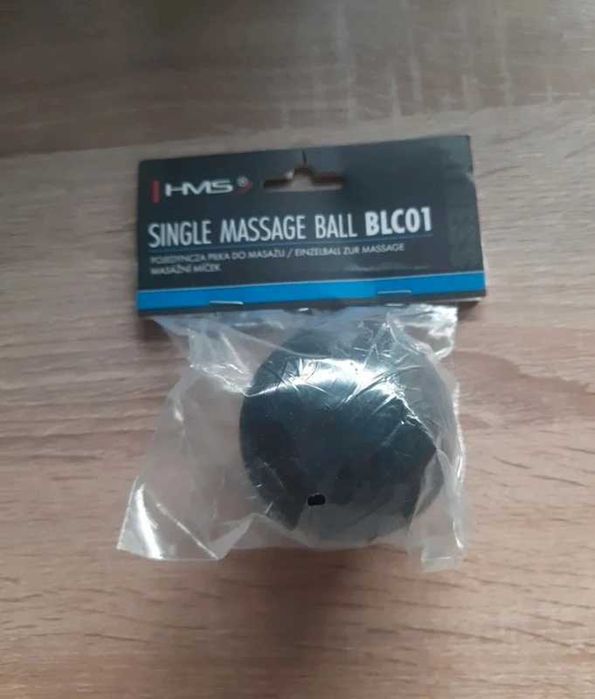 HMS®
SINGLE MASSAGE BALL BLC01
POJEDYNCZA PIŁKA DO MASAŻU / EINZELBALL ZUR MASSAGE
MASÁŽNÍ MÍČEK